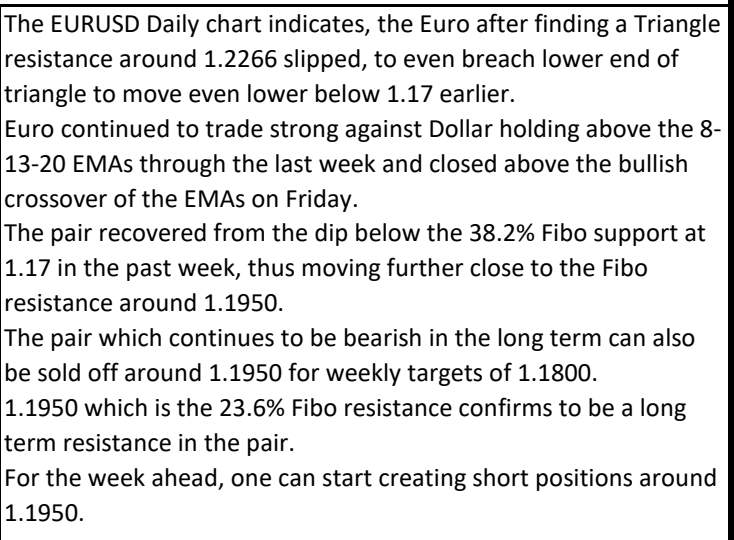 The EURUSD Daily chart indicates, the Euro after finding a Triangle
resistance around 1.2266 slipped, to even breach lower end of
triangle to move even lower below 1.17 earlier.
Euro continued to trade strong against Dollar holding above the 8-
13-20 EMAs through the last week and closed above the bullish
crossover of the EMAs on Friday.
The pair recovered from the dip below the 38.2% Fibo support at
1.17 in the past week, thus moving further close to the Fibo
resistance around 1.1950.
The pair which continues to be bearish in the long term can also
be sold off around 1.1950 for weekly targets of 1.1800.
1.1950 which is the 23.6% Fibo resistance confirms to be a long
term resistance in the pair.
For the week ahead, one can start creating short positions around
1.1950.